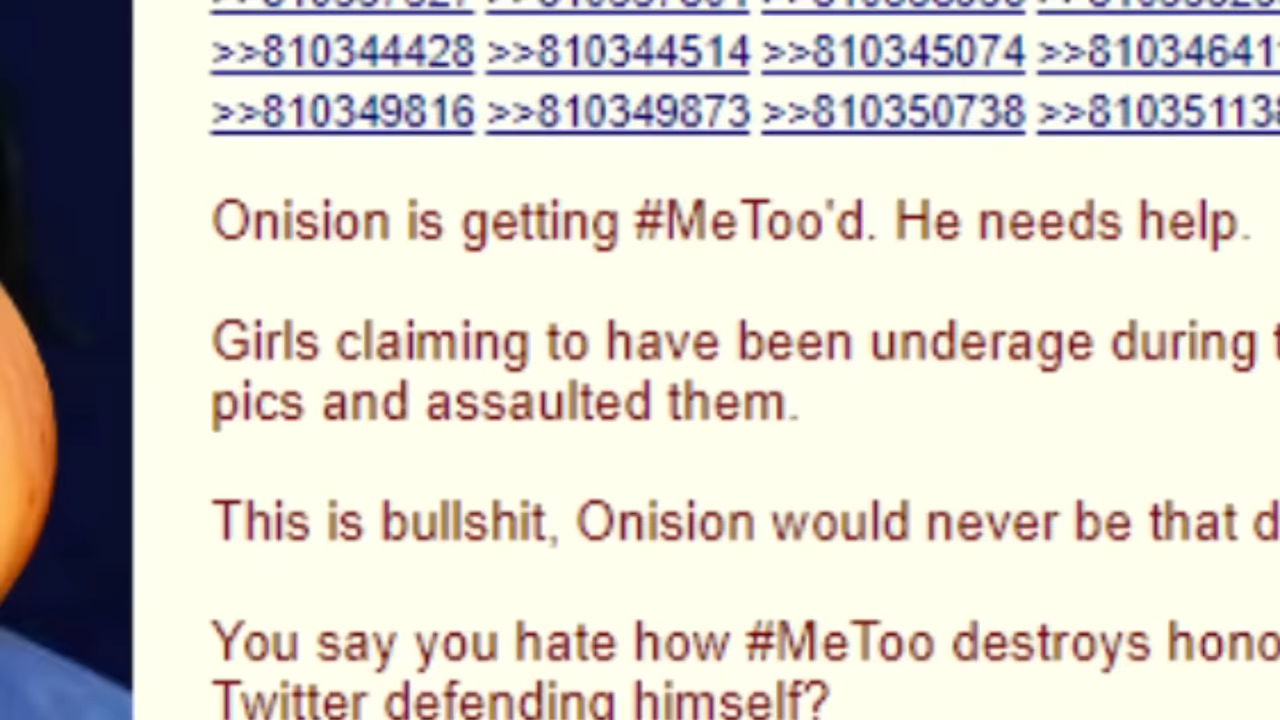 >>810344428 >>810344514 >>810345074
>>810349816 >>810349873 >>810350738 >>810351138
Onision is getting #MeToo'd. He needs help.
Girls claiming to have been underage during
pics and assaulted them.
This is bullshit, Onision would never be that
You say you hate how #MeToo destroys
Twitter defending himself?